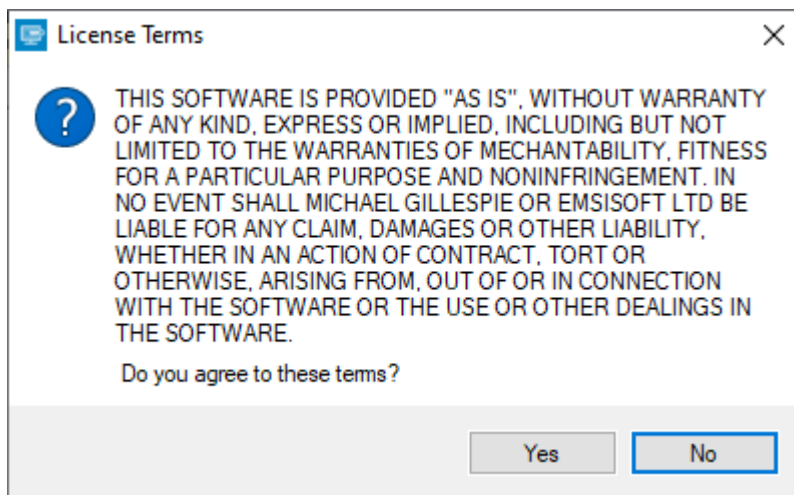 License Terms
THIS SOFTWARE IS PROVIDED "AS IS", WITHOUT WARRANTY
OF ANY KIND, EXPRESS OR IMPLIED, INCLUDING BUT NOT
LIMITED TO THE WARRANTIES OF MECHANTABILITY, FITNESS
FOR A PARTICULAR PURPOSE AND NONINFRINGEMENT. IN
NO EVENT SHALL MICHAEL GILLESPIE OR EMSISOFT LTD BE
LIABLE FOR ANY CLAIM, DAMAGES OR OTHER LIABILITY,
WHETHER IN AN ACTION OF CONTRACT, TORT OR
OTHERWISE, ARISING FROM, OUT OF OR IN CONNECTION
WITH THE SOFTWARE OR THE USE OR OTHER DEALINGS IN
THE SOFTWARE.
Do you agree to these terms?
Yes No